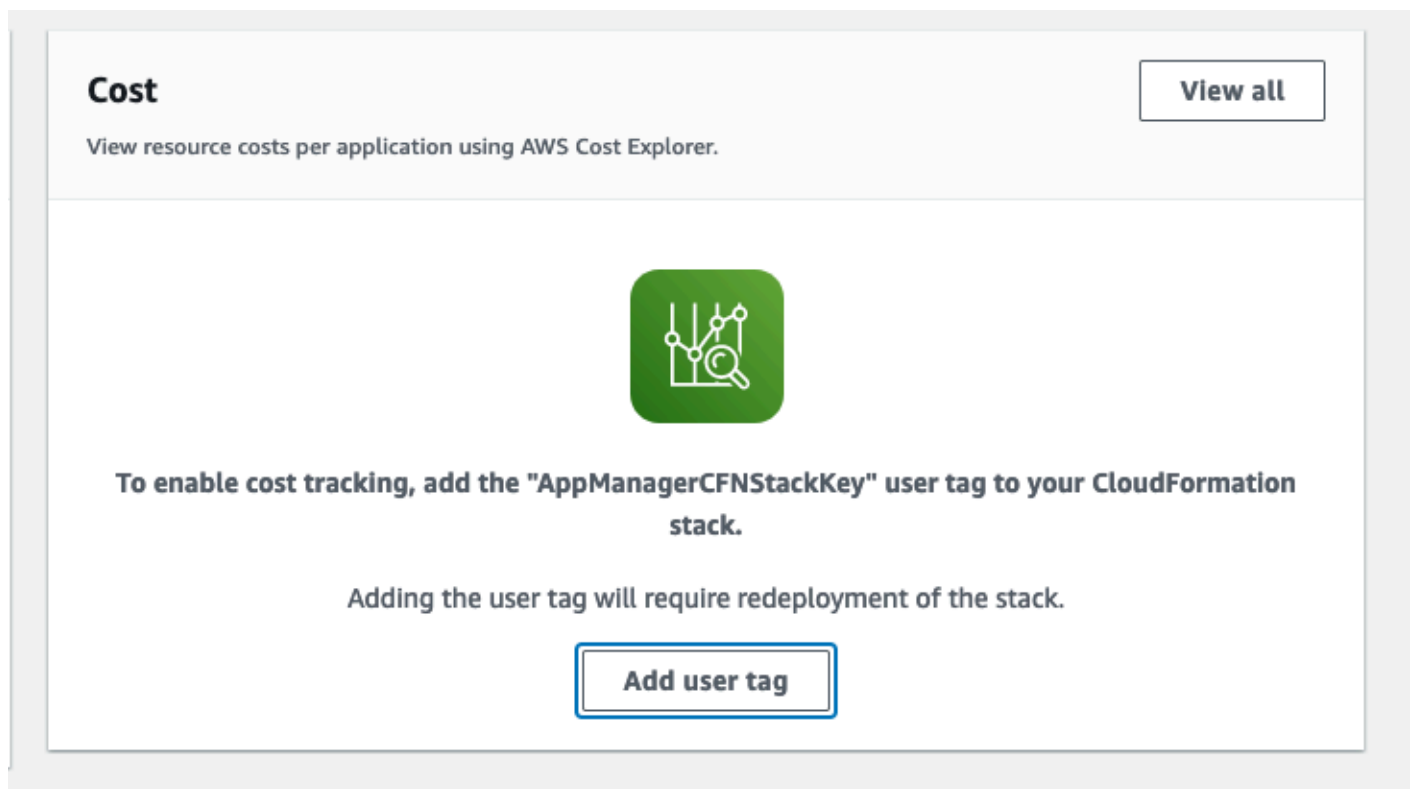 Cost
View all
View resource costs per application using AWS Cost Explorer.
To enable cost tracking, add the "AppManagerCFNStackKey" user tag to your CloudFormation
stack.
Adding the user tag will require redeployment of the stack.
Add user tag